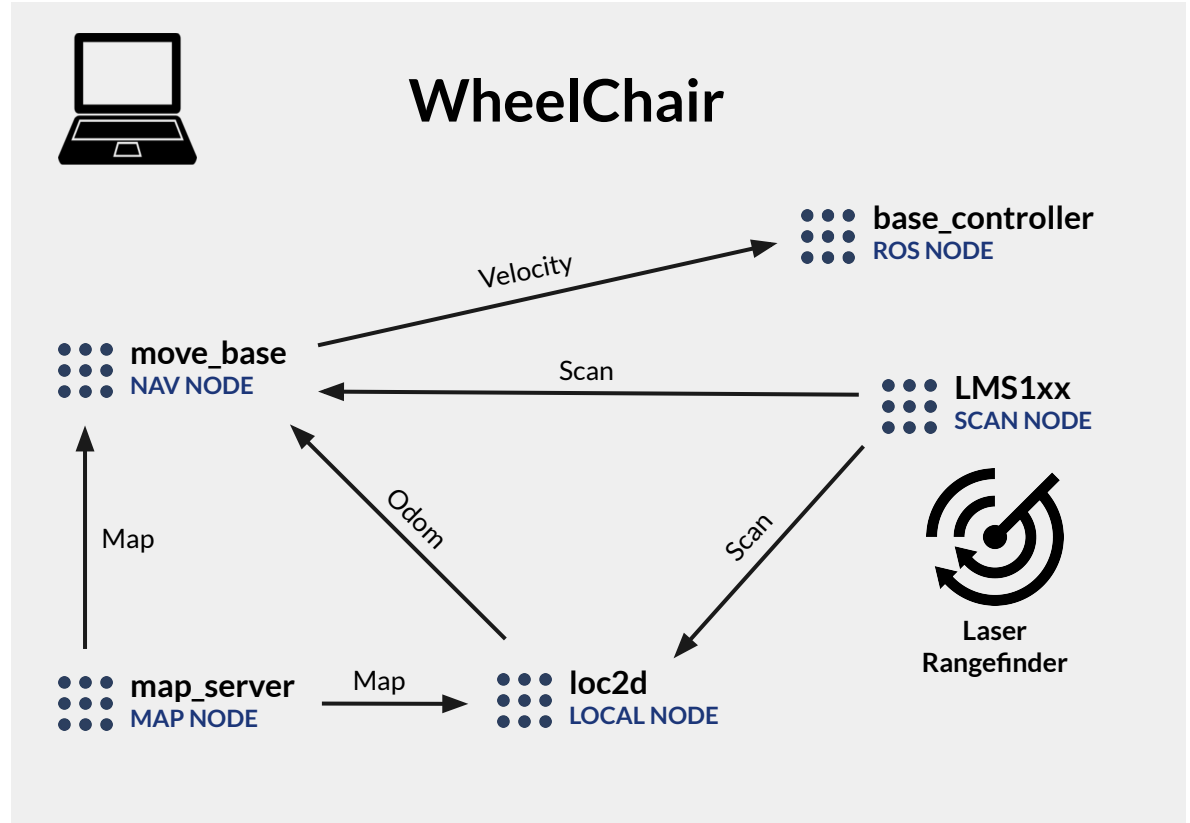 WheelChair
base_controller
ROS NODE
Velocity
move_base
NAV NODE
Scan
LMS1xx
SCAN NODE
Odom
Scan
Map
Laser
Rangefinder
map_server
MAP NODE
Map
loc2d
LOCAL NODE